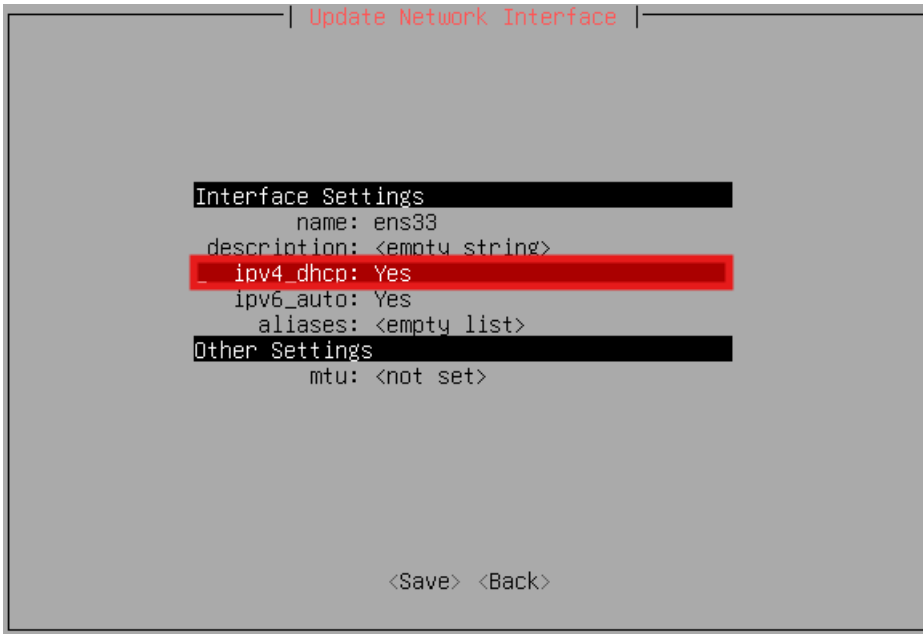 Update Network Interface
Interface Settings
name: ens33
description: <empty string>
ipv4_dhcp: Yes
ipv6_auto: Yes
aliases: <empty list>
Other Settings
mtu: <not set>
<Save> <Back>